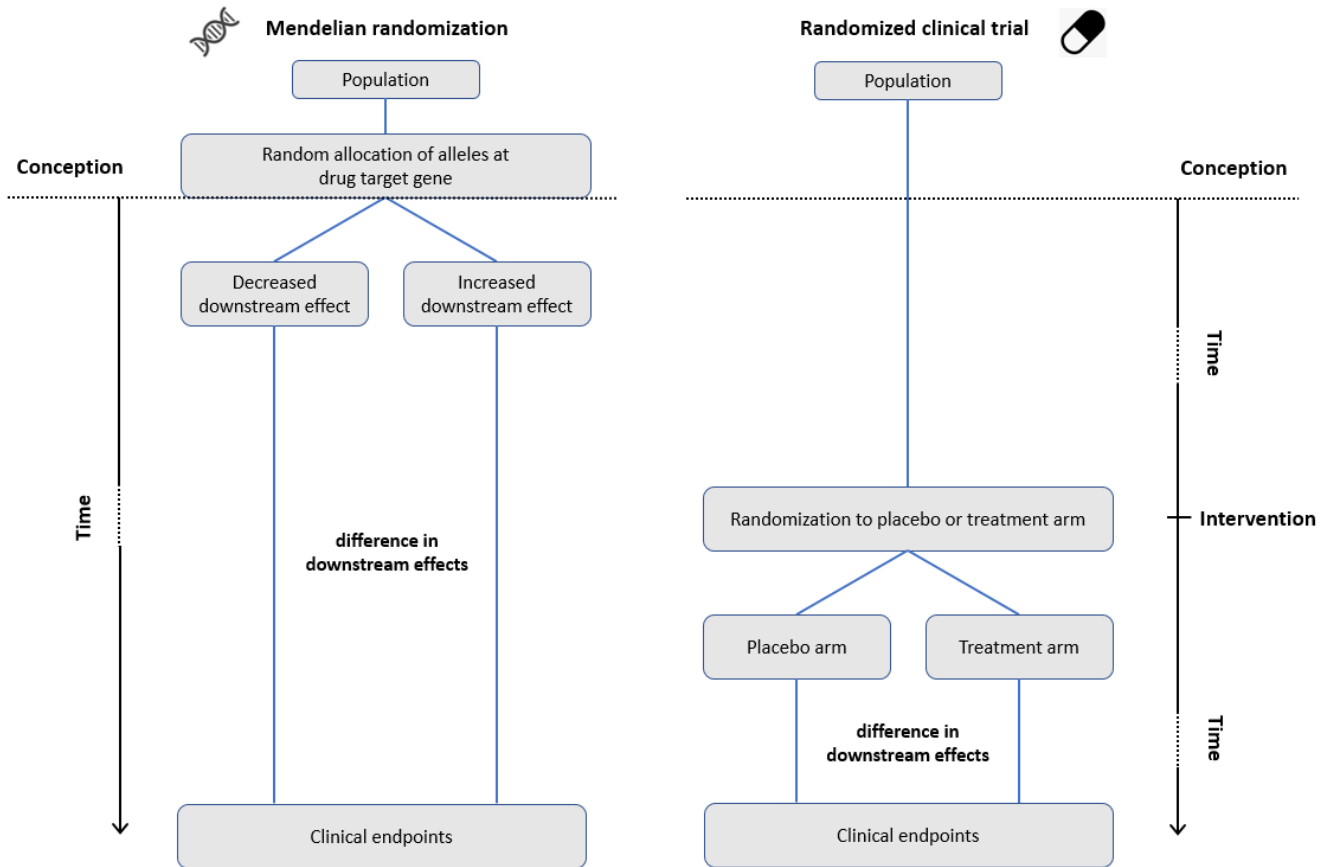 Mendelian randomization
Population
Conception
Random allocation of alleles at
drug target gene
Decreased
downstream effect
Increased
downstream effect
Time
difference in
downstream effects
Clinical endpoints
Randomized clinical trial
Population
Conception
Time
Randomization to placebo or treatment arm
Intervention
Placebo arm
Treatment arm
difference in
downstream effects
Time
Clinical endpoints